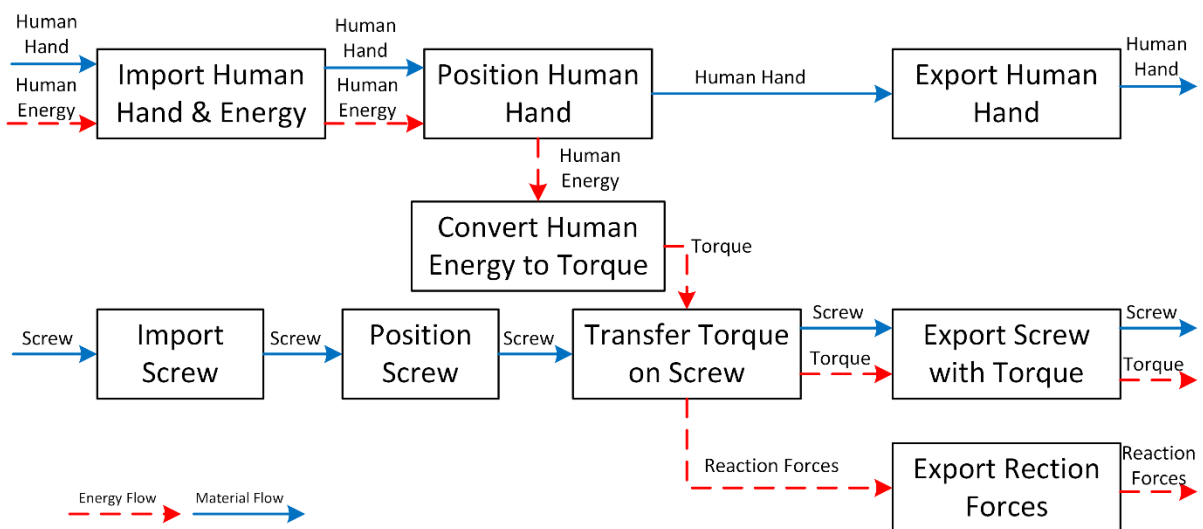 Human
Hand
Human
Energy
Import Human
Hand & Energy
Human
Hand
Human
Energy
Position Human
Hand
Human Hand
Export Human
Hand
Human
Hand
Human
Energy
Convert Human
Energy to Torque
Torque
Screw
Import
Screw
Screw
Position
Screw
Screw
Transfer Torque
on Screw
Screw
Torque
Export Screw
with Torque
Screw
Torque
Reaction Forces
Export Rection
Forces
Reaction
Forces
Energy Flow
Material Flow